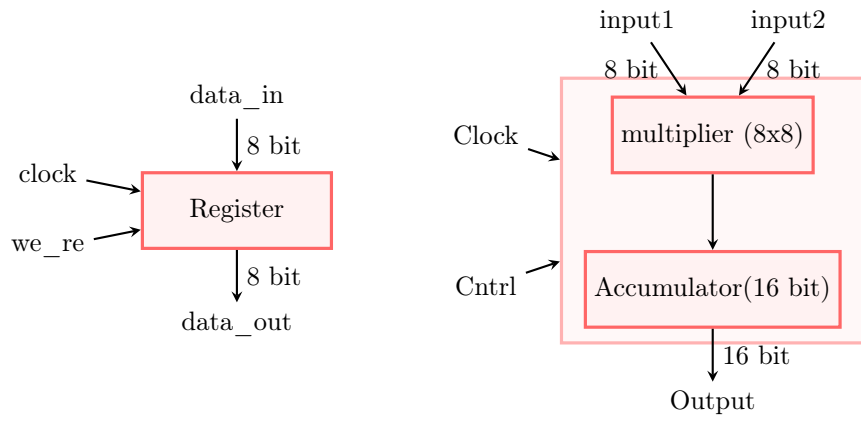 data_in
8 bit
clock
Register
we_re
8 bit
data_out
input1
input2
8 bit
8 bit
Clock
multiplier (8x8)
Cntrl
Accumulator(16 bit)
16 bit
Output